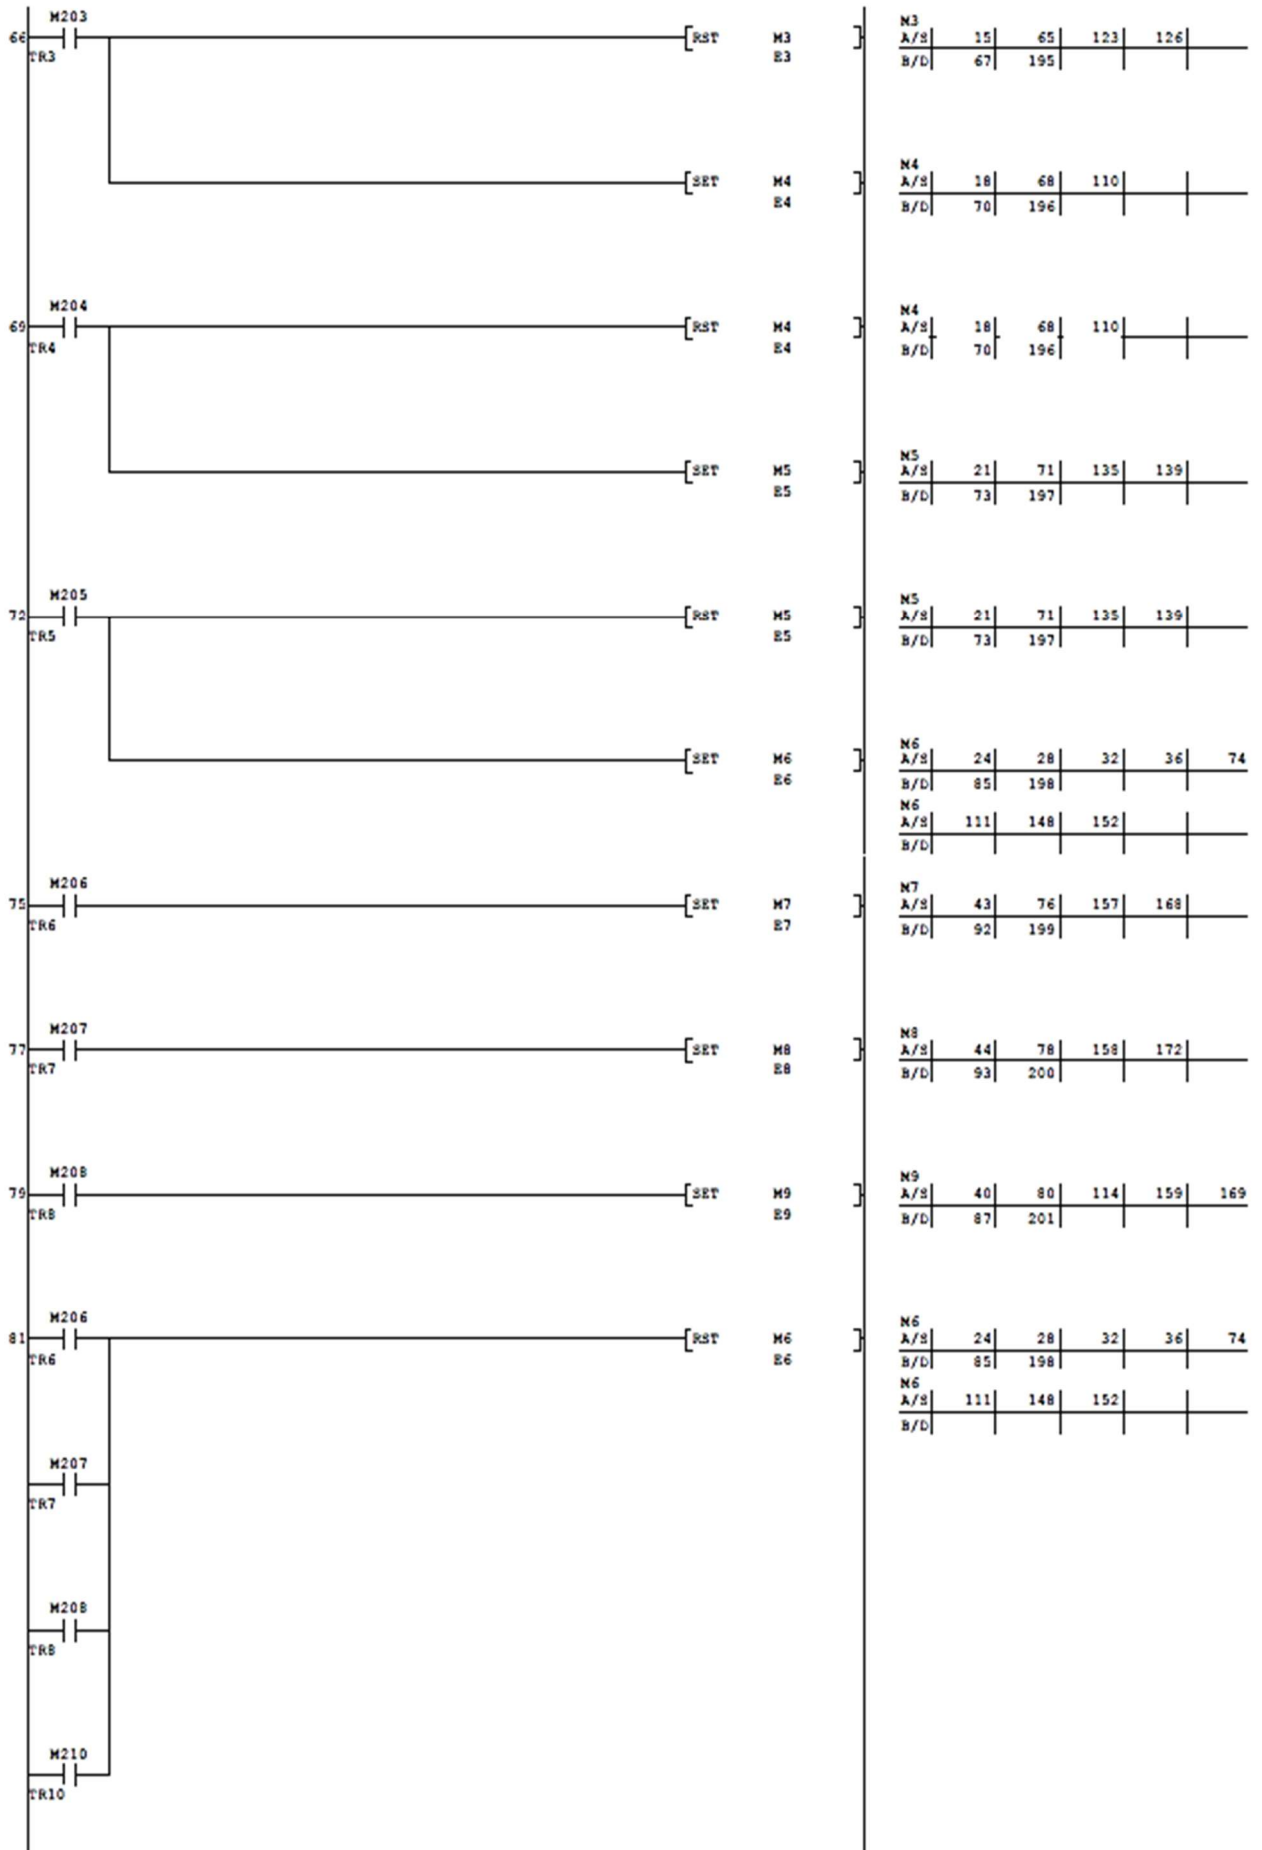 M203
66 RST M3
TR3 E3
M3
A/S 15 65 123 126
B/D 67 195
SET M4
E4
M4
A/S 18 68 110
B/D 70 196
M204
69 RST M4
TR4 E4
M4
A/S 18 68 110
B/D 70 196
SET M5
E5
M5
A/S 21 71 135 139
B/D 73 197
M205
72 RST M5
TR5 E5
M5
A/S 21 71 135 139
B/D 73 197
SET M6
E6
M6
A/S 24 28 32 36 74
B/D 85 198
M6
A/S 111 148 152
B/D
M206
75 SET M7
TR6 E7
M7
A/S 43 76 157 168
B/D 92 199
M207
77 SET M8
TR7 E8
M8
A/S 44 78 158 172
B/D 93 200
M208
79 SET M9
TR8 E9
M9
A/S 40 80 114 159 169
B/D 87 201
M206
81 RST M6
TR6 E6
M6
A/S 24 28 32 36 74
B/D 85 198
M6
A/S 111 148 152
B/D
M207
TR7
M208
TR8
M210
TR10